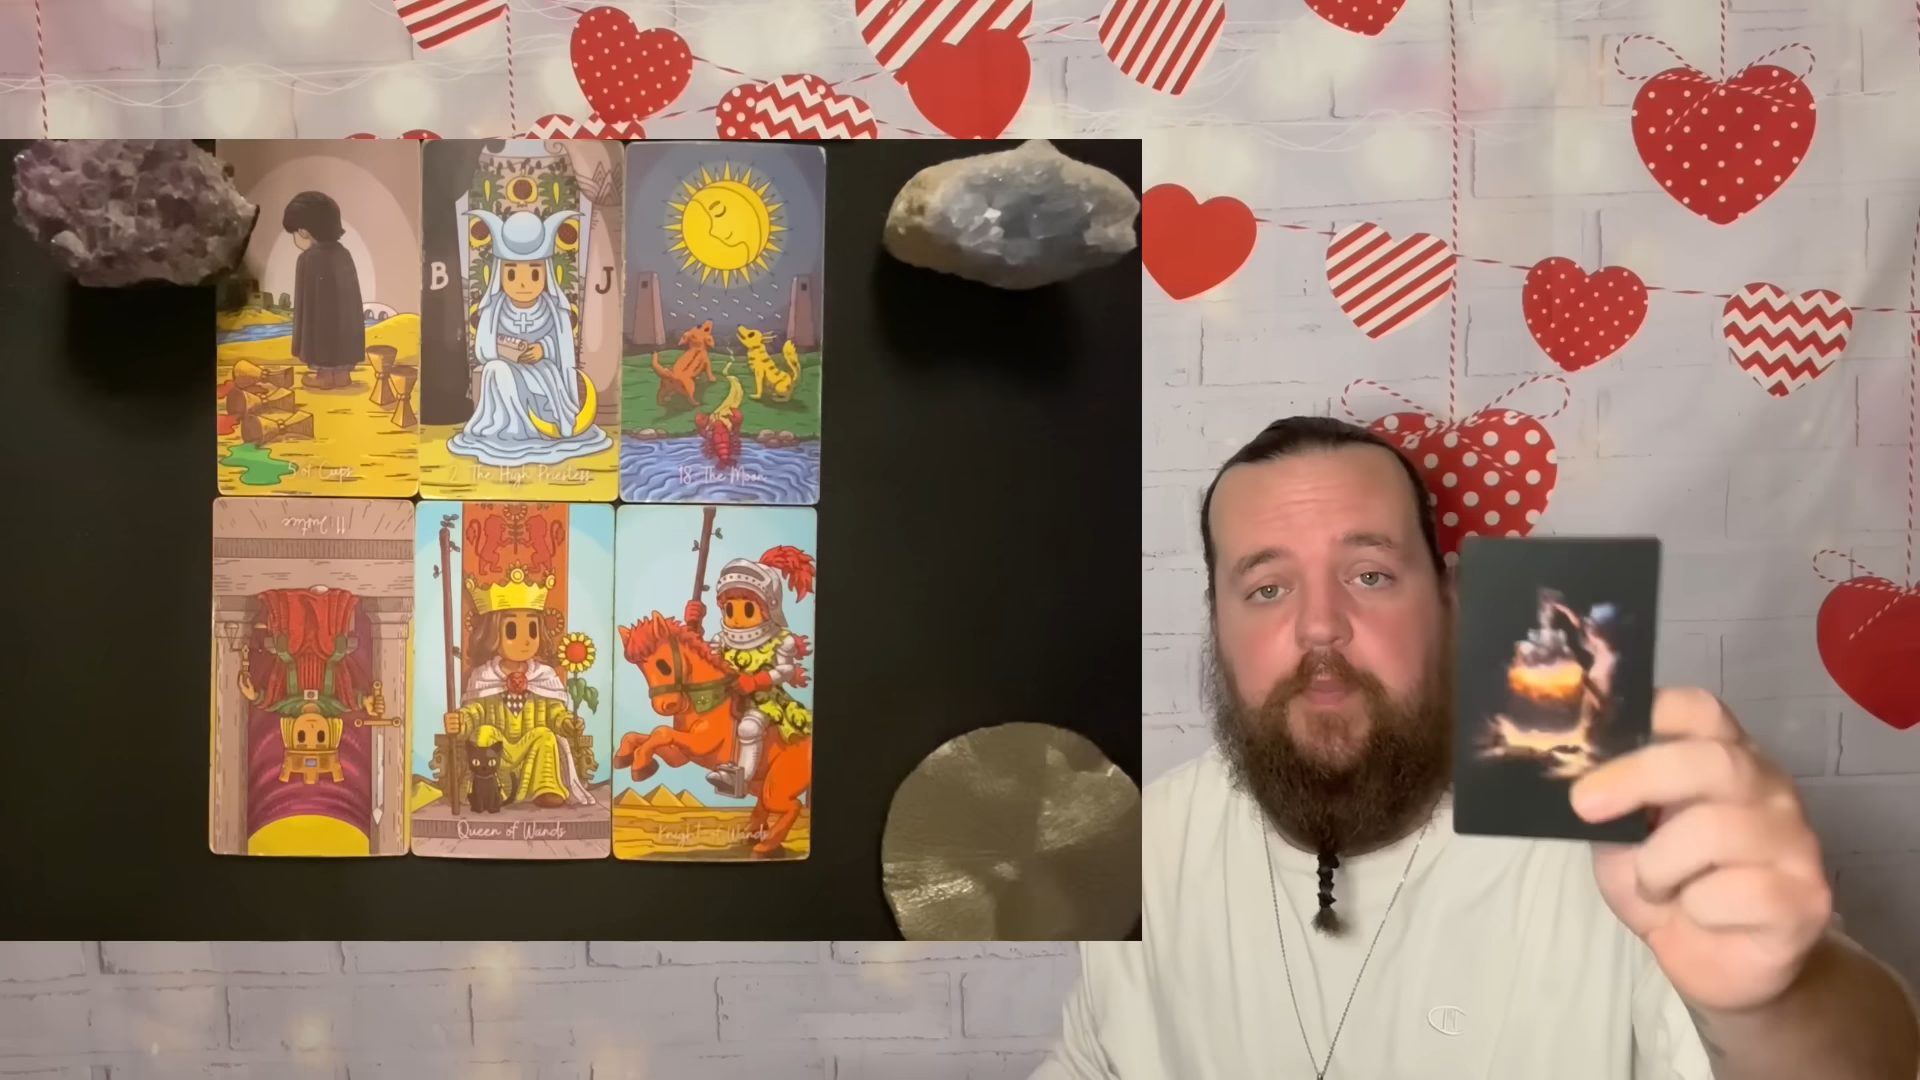 5 of Cups
B
J
2. The High Priestess
18. The Moon
11. Justice
Queen of Wands
Knight of Wands